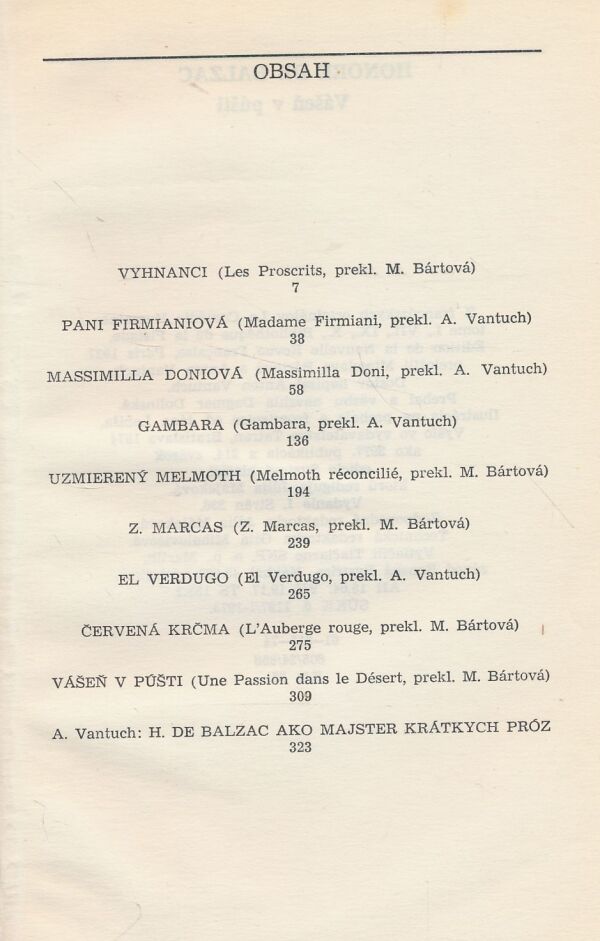 OBSAH
VYHNANCI (Les Proscrits, prekl. M. Bártová)
7
PANI FIRMIANIOVÁ (Madame Firmiani, prekl. A. Vantuch)
38
MASSIMILLA DONIOVÁ (Massimilla Doni, prekl. A. Vantuch)
58
GAMBARA (Gambara, prekl. A. Vantuch)
136
UZMIERENÝ MELMOTH (Melmoth réconcilié, prekl. M. Bártová)
194
Z. MARCAS (Z. Marcas, prekl. M. Bártová)
239
EL VERDUGO (El Verdugo, prekl. A. Vantuch)
265
ČERVENÁ KRČMA (L'Auberge rouge, prekl. M. Bártová)
275
VÁŠEŇ V PÚŠTI (Une Passion dans le Désert, prekl. M. Bártová)
309
A. Vantuch: H. DE BALZAC AKO MAJSTER KRÁTKYCH PRÓZ
323